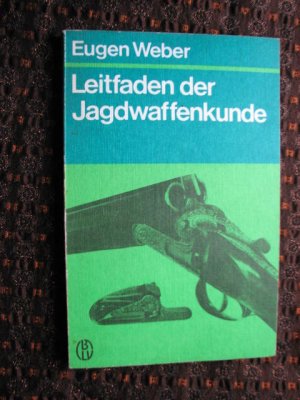 Eugen Weber
Leitfaden der
Jagdwaffenkunde